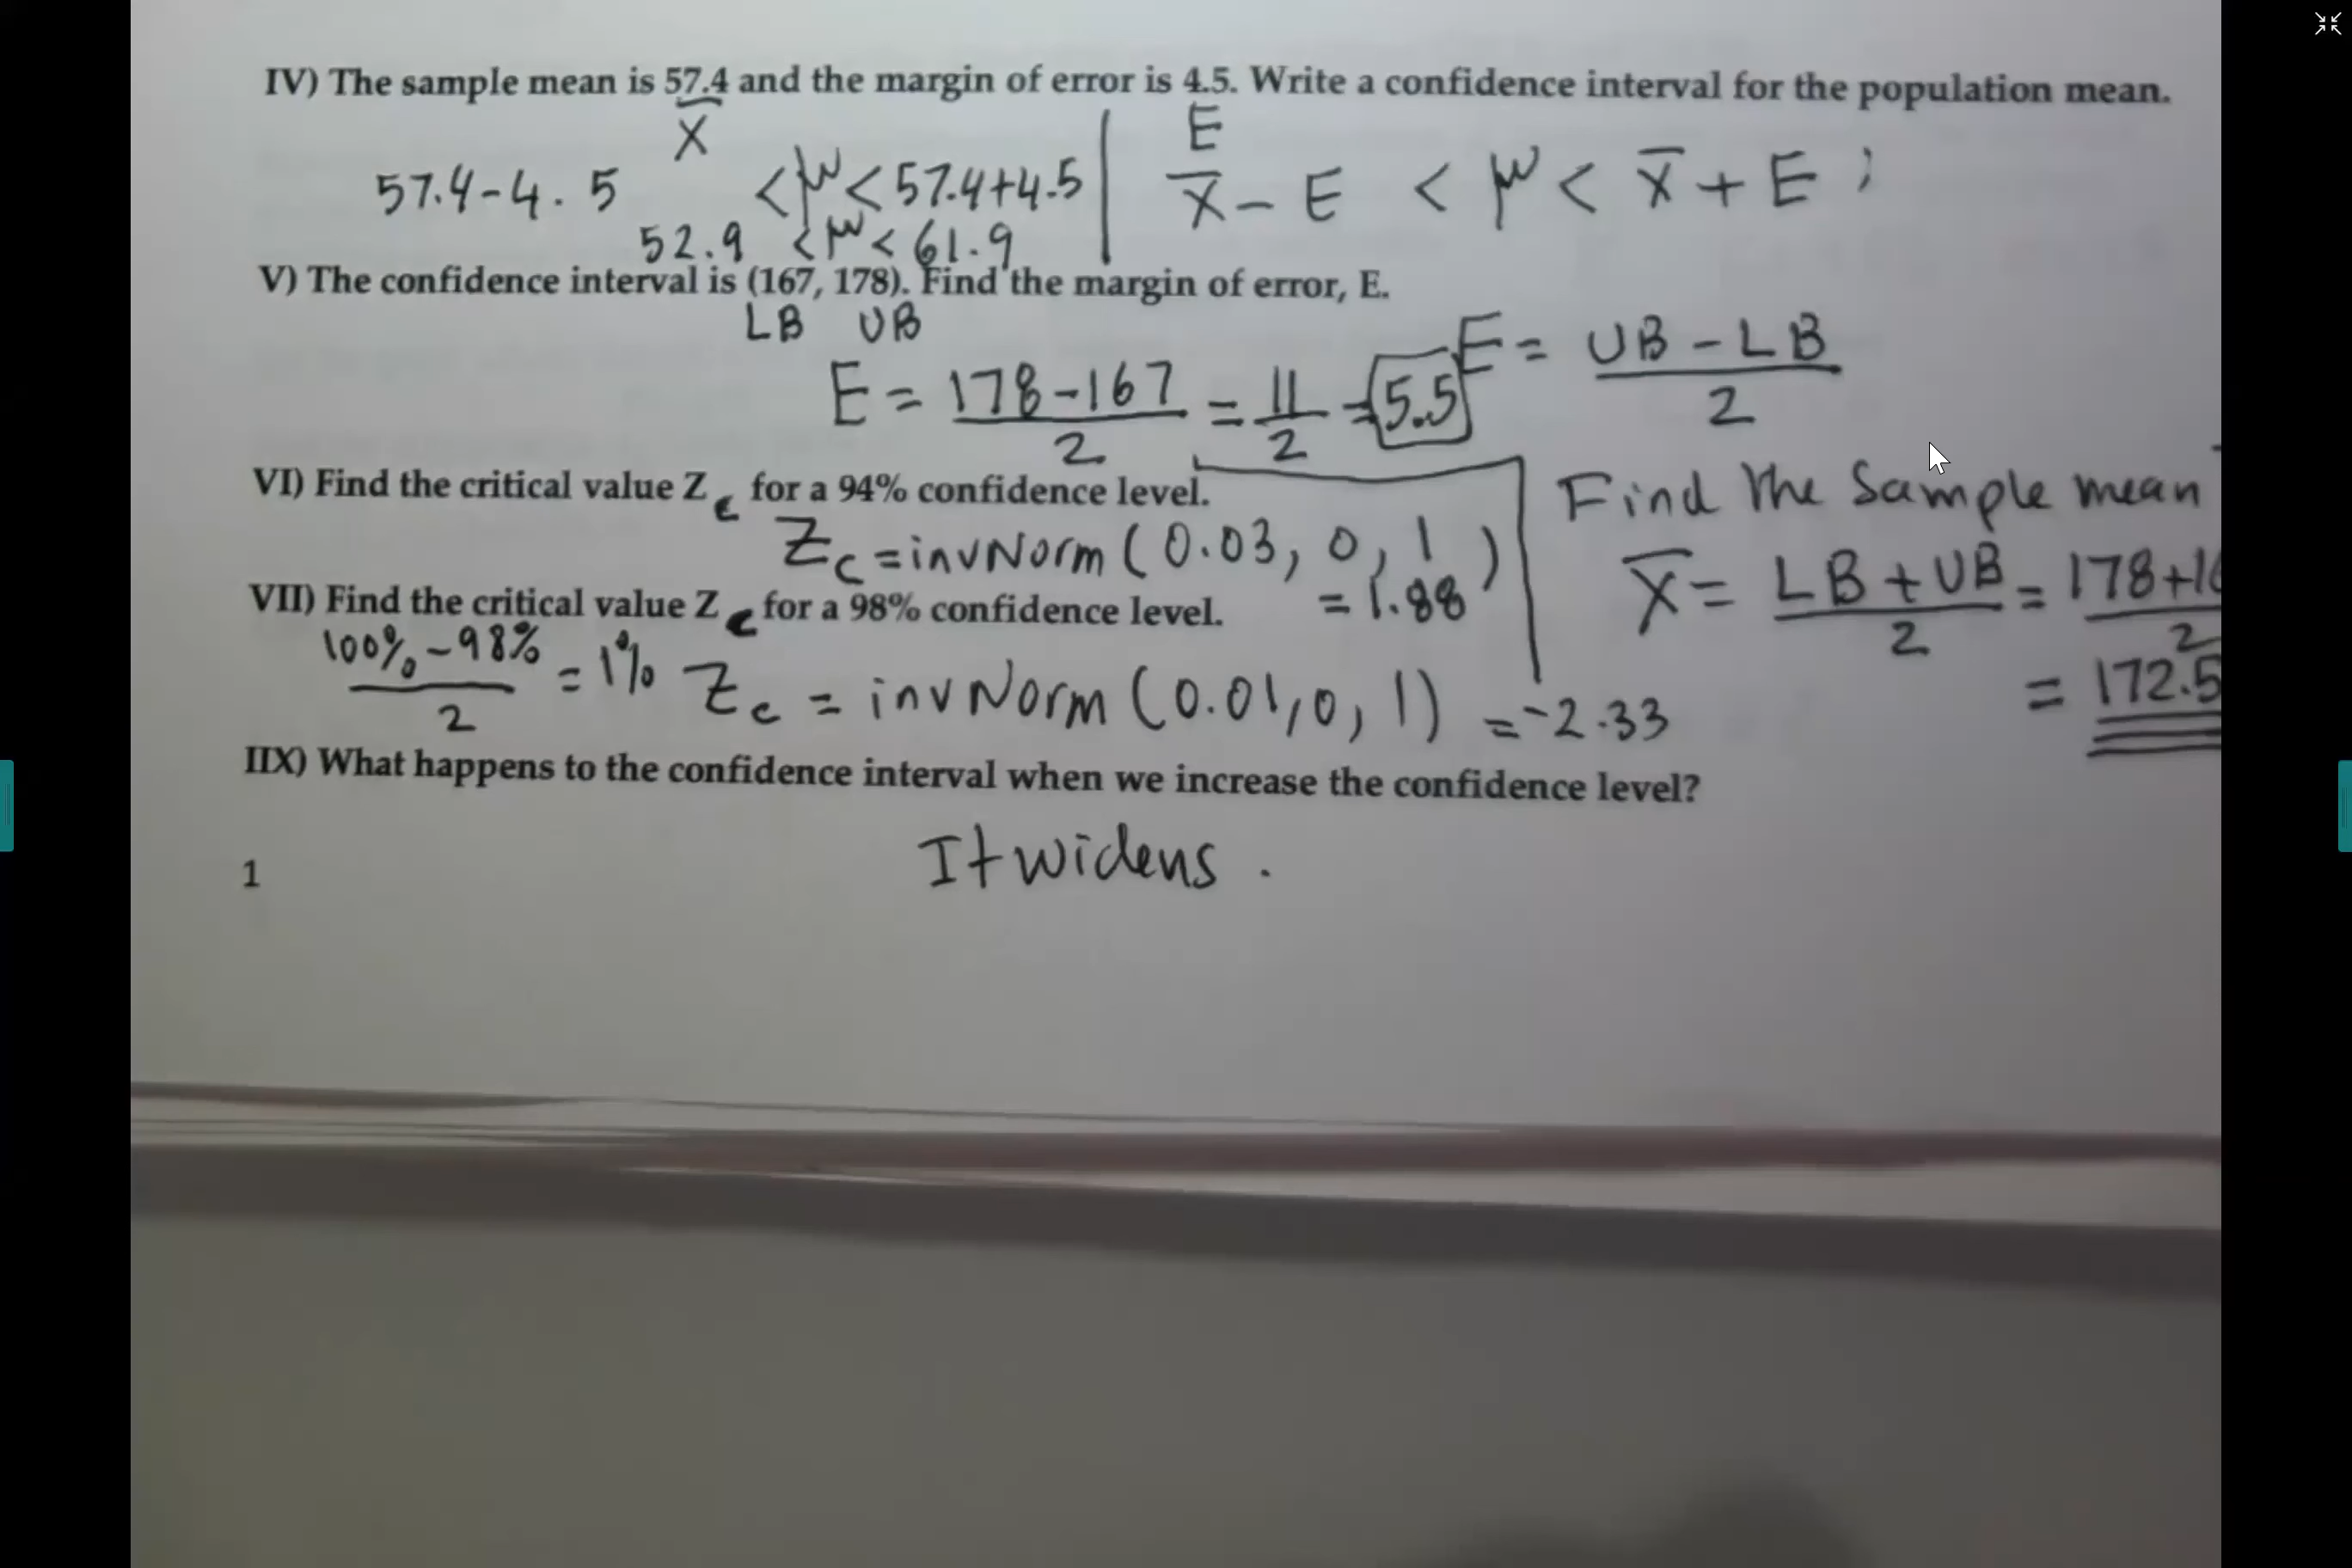 IV) The sample mean is 57.4 and the margin of error is 4.5. Write a confidence interval for the population mean.
X̄ E
57.4-4.5 <μ< 57.4+4.5 | X̄ - E < μ < X̄ + E ;
52.9 <μ< 61.9
V) The confidence interval is (167, 178). Find the margin of error, E.
LB UB
E = (178-167)/2 = 11/2 = 5.5 E = (UB - LB)/2
VI) Find the critical value Z c for a 94% confidence level.
Find the Sample mean
Zc = invNorm(0.03, 0, 1)
= 1.88
X̄ = (LB + UB)/2 = 178+1 /2
= 172.5
VII) Find the critical value Z c for a 98% confidence level.
(100% - 98%)/2 = 1% Zc = invNorm(0.01, 0, 1) = -2.33
IIX) What happens to the confidence interval when we increase the confidence level?
It widens.
1